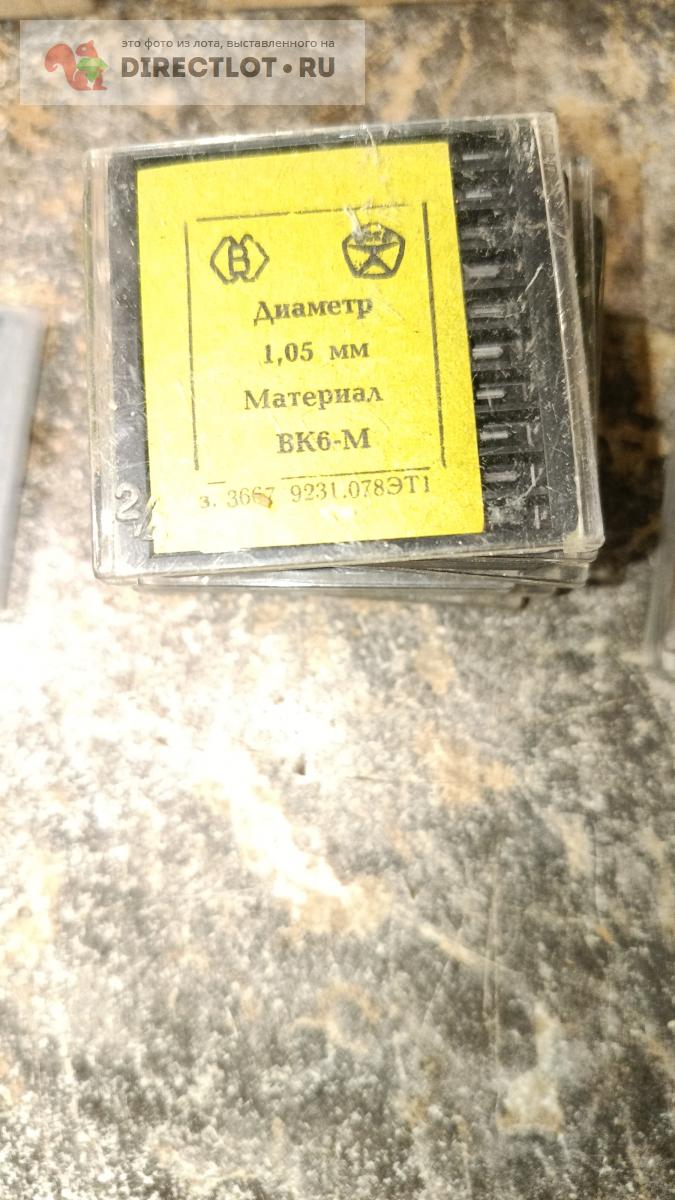 это фото из лота, выставленного на
DIRECTLOT•RU
В
Диаметр
1,05 мм
Материал
ВК6-М
з. 3667 9231.078ЭТ1